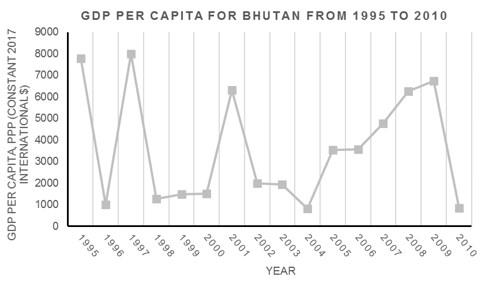 GDP PER CAPITA FOR BHUTAN FROM 1995 TO 2010
GDP PER CAPITA, PPP (CONSTANT 2017
INTERNATIONAL$)
9000
8000
7000
6000
5000
4000
3000
2000
1000
0
1995 1996 1997 1998 1999 2000 2001 2002 2003 2004 2005 2006 2007 2008 2009 2010
YEAR